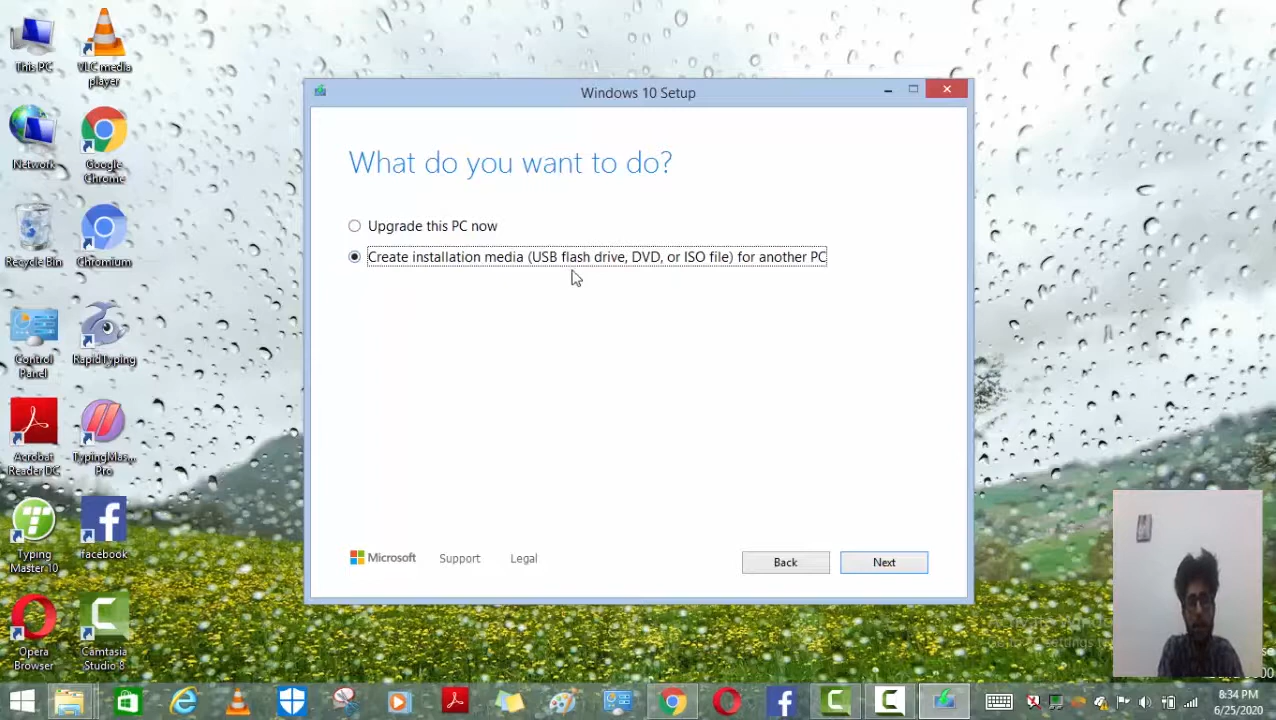 This PC
VLC media
player
Network
Google
Chrome
Recycle Bin
Chromium
Control
Panel
RapidTyping
Acrobat
Reader DC
TypingMas...
Pro
Typing
Master 10
facebook
Opera
Browser
Camtasia
Studio 8
Windows 10 Setup
What do you want to do?
Upgrade this PC now
Create installation media (USB flash drive, DVD, or ISO file) for another PC
Microsoft
Support
Legal
Back
Next
8:34 PM
6/25/2020